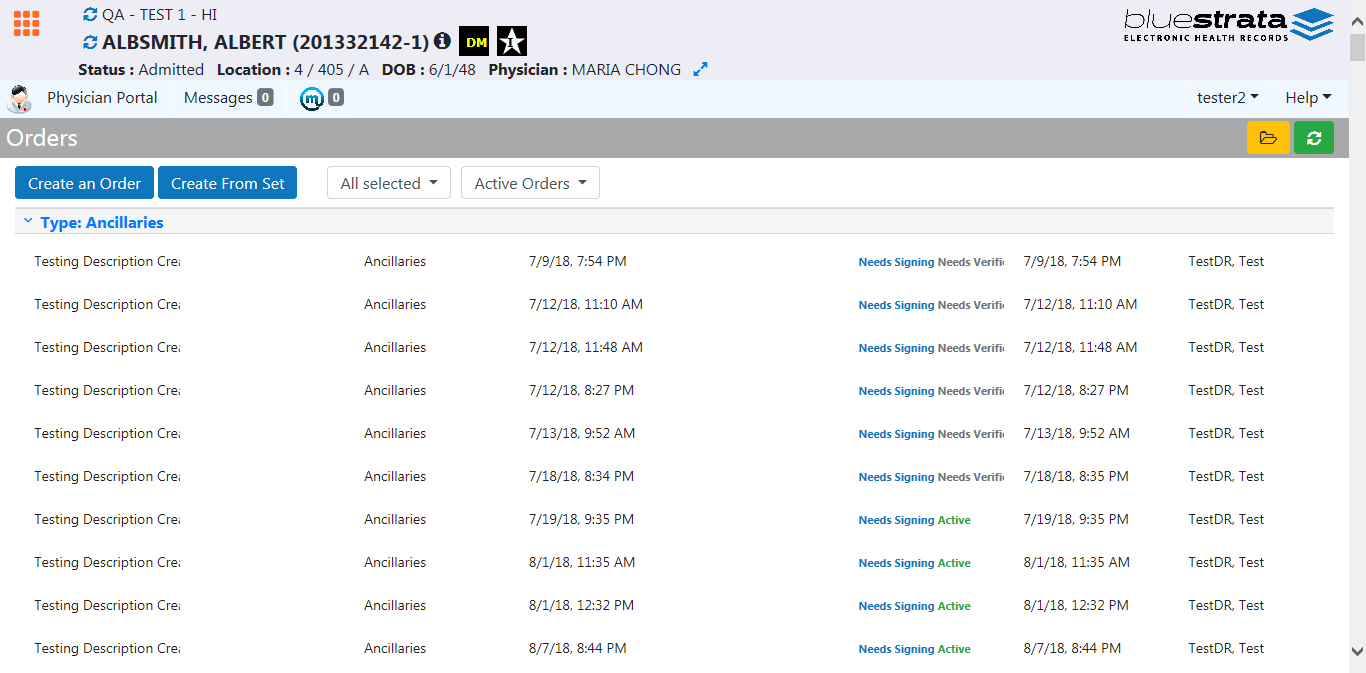 QA - TEST 1 - HI
ALBSMITH, ALBERT (201332142-1) DM 1
Status : Admitted Location : 4 / 405 / A DOB : 6/1/48 Physician : MARIA CHONG
bluestrata
ELECTRONIC HEALTH RECORDS
Physician Portal Messages 0 m 0 tester2 Help
Orders
Create an Order Create From Set All selected Active Orders
Type: Ancillaries
Testing Description Crea Ancillaries 7/9/18, 7:54 PM Needs Signing Needs Verifi 7/9/18, 7:54 PM TestDR, Test
Testing Description Crea Ancillaries 7/12/18, 11:10 AM Needs Signing Needs Verifi 7/12/18, 11:10 AM TestDR, Test
Testing Description Crea Ancillaries 7/12/18, 11:48 AM Needs Signing Needs Verifi 7/12/18, 11:48 AM TestDR, Test
Testing Description Crea Ancillaries 7/12/18, 8:27 PM Needs Signing Needs Verifi 7/12/18, 8:27 PM TestDR, Test
Testing Description Crea Ancillaries 7/13/18, 9:52 AM Needs Signing Needs Verifi 7/13/18, 9:52 AM TestDR, Test
Testing Description Crea Ancillaries 7/18/18, 8:34 PM Needs Signing Needs Verifi 7/18/18, 8:35 PM TestDR, Test
Testing Description Crea Ancillaries 7/19/18, 9:35 PM Needs Signing Active 7/19/18, 9:35 PM TestDR, Test
Testing Description Crea Ancillaries 8/1/18, 11:35 AM Needs Signing Active 8/1/18, 11:35 AM TestDR, Test
Testing Description Crea Ancillaries 8/1/18, 12:32 PM Needs Signing Active 8/1/18, 12:32 PM TestDR, Test
Testing Description Crea Ancillaries 8/7/18, 8:44 PM Needs Signing Active 8/7/18, 8:44 PM TestDR, Test